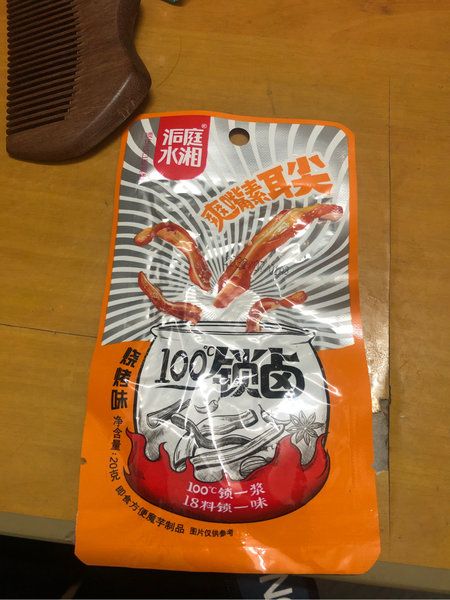 洞庭®
水湘
爽嘴素耳尖
100℃锁卤
烧烤味
净含量:20克
即食方便魔芋制品
图片仅供参考
100℃锁一浆
18料锁一味